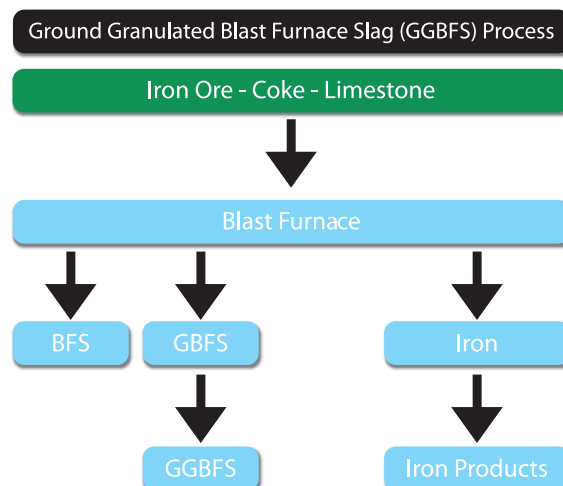 Ground Granulated Blast Furnace Slag (GGBFS) Process
Iron Ore - Coke - Limestone
Blast Furnace
BFS
GBFS
Iron
GGBFS
Iron Products